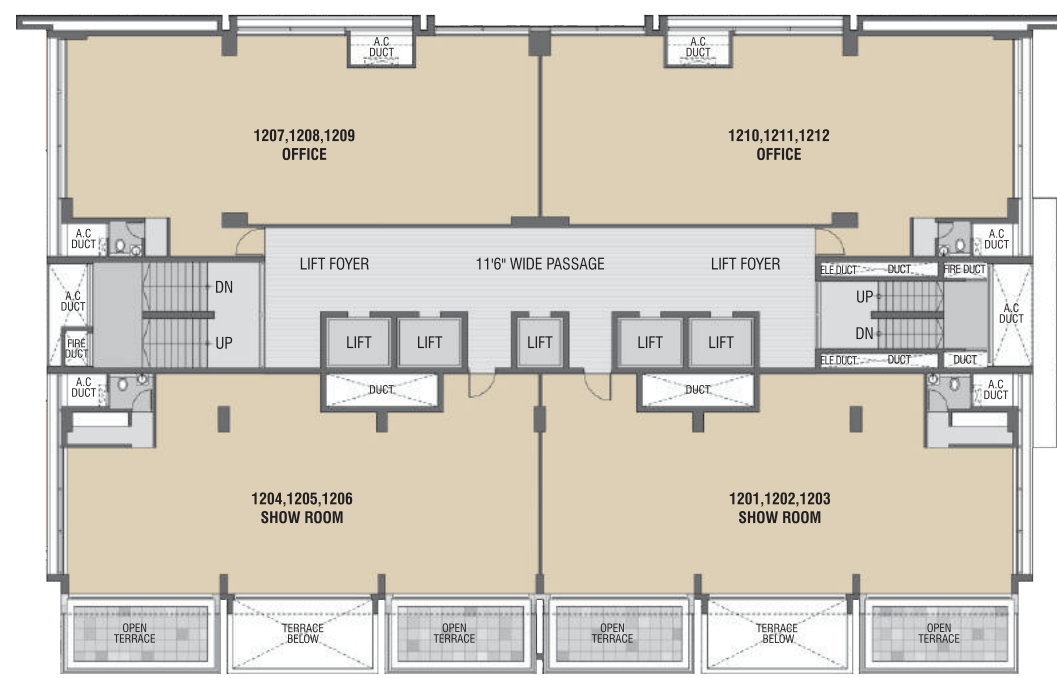 A.C
DUCT
A.C
DUCT
1207,1208,1209
OFFICE
1210,1211,1212
OFFICE
A.C
DUCT
A.C
DUCT
LIFT FOYER
11'6" WIDE PASSAGE
LIFT FOYER
ELE.DUCT
DUCT
FIRE DUCT
A.C
DUCT
DN
UP
A.C
DUCT
FIRE
DUCT
UP
DN
LIFT
LIFT
LIFT
LIFT
LIFT
ELE.DUCT
DUCT
DUCT
A.C
DUCT
DUCT
DUCT
A.C
DUCT
1204,1205,1206
SHOW ROOM
1201,1202,1203
SHOW ROOM
OPEN
TERRACE
TERRACE
BELOW
OPEN
TERRACE
OPEN
TERRACE
TERRACE
BELOW
OPEN
TERRACE